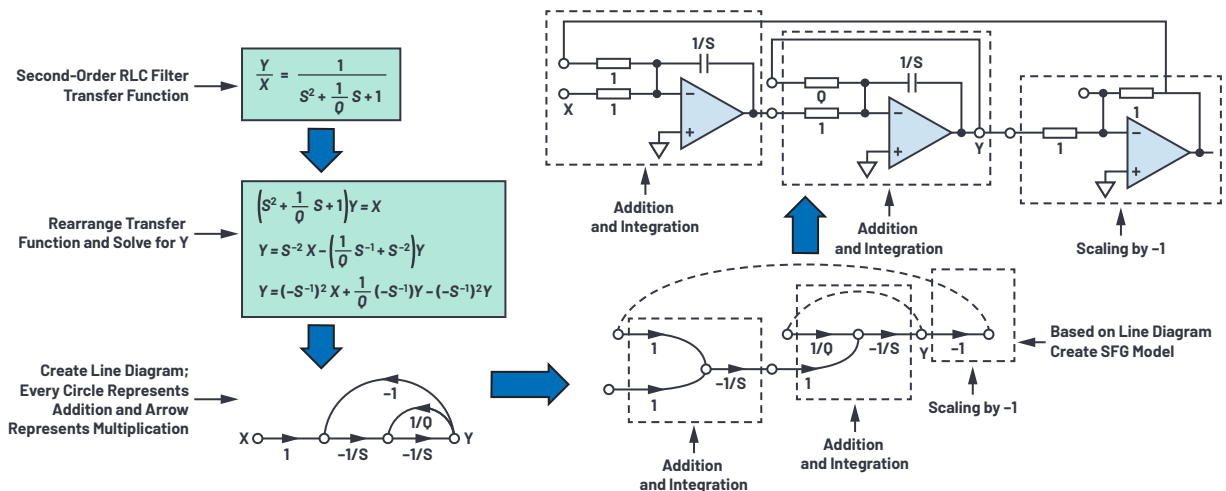 Second-Order RLC Filter
Transfer Function
Y/X = 1/(S² + 1/Q S + 1)
Rearrange Transfer
Function and Solve for Y
(S² + 1/Q S + 1)Y = X
Y = S⁻² X – (1/Q S⁻¹ + S⁻²)Y
Y = (–S⁻¹)² X + 1/Q (–S⁻¹)Y – (–S⁻¹)² Y
Create Line Diagram;
Every Circle Represents
Addition and Arrow
Represents Multiplication
–1
1/Q
X
Y
1
–1/S
–1/S
1/S
1
X
1
–
+
Addition
and Integration
1/S
Q
1
–
+
Y
Addition
and Integration
1
1
–
+
Scaling by –1
1
–1/S
1
Addition
and Integration
1/Q
–1/S
Y
–1
1
Addition
and Integration
Scaling by –1
Based on Line Diagram
Create SFG Model